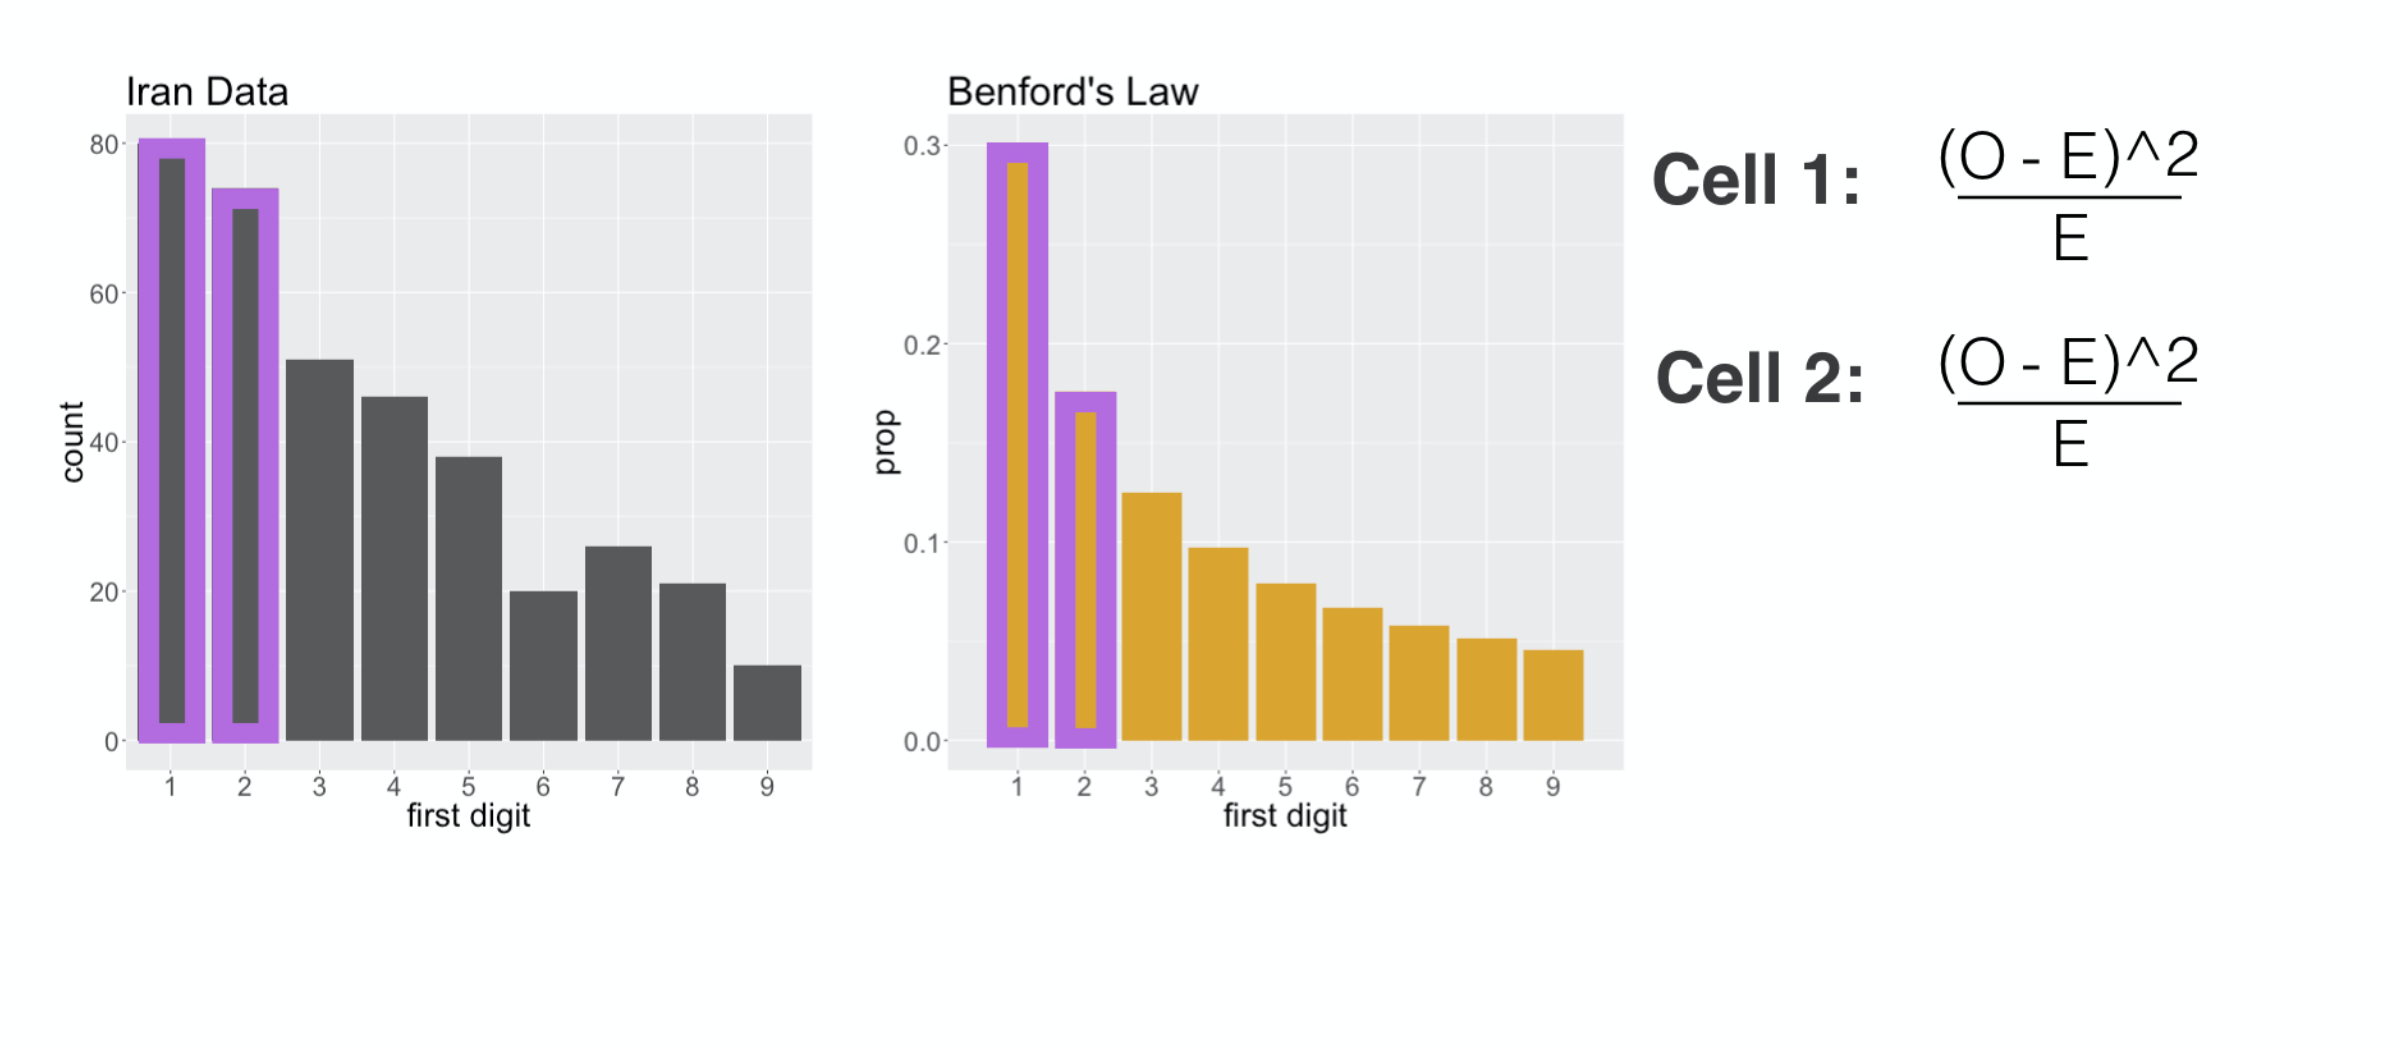 Iran Data
80
60
40
20
0
count
1 2 3 4 5 6 7 8 9
first digit
Benford's Law
0.3
0.2
0.1
0.0
prop
1 2 3 4 5 6 7 8 9
first digit
Cell 1:
(O - E)^2
E
Cell 2:
(O - E)^2
E